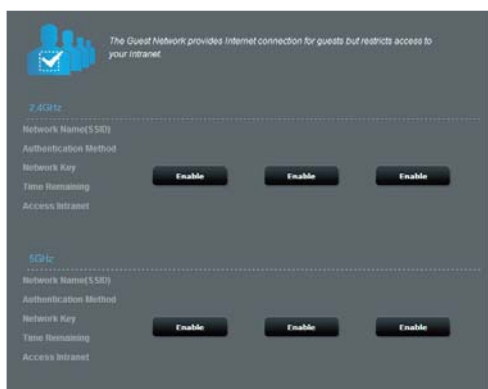 The Guest Network provides Internet connection for guests but restricts access to
your Intranet.
2.4GHz
Network Name(SSID)
Authentication Method
Network Key
Time Remaining
Access Intranet
Enable Enable Enable
5GHz
Network Name(SSID)
Authentication Method
Network Key
Time Remaining
Access Intranet
Enable Enable Enable